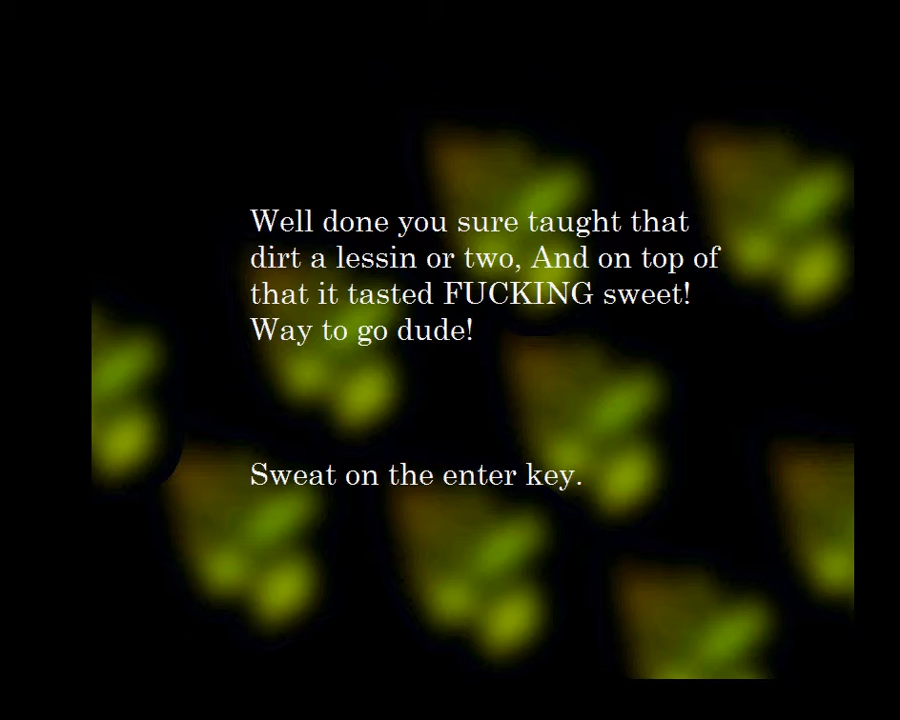 Well done you sure taught that
dirt a lessin or two, And on top of
that it tasted FUCKING sweet!
Way to go dude!
Sweat on the enter key.